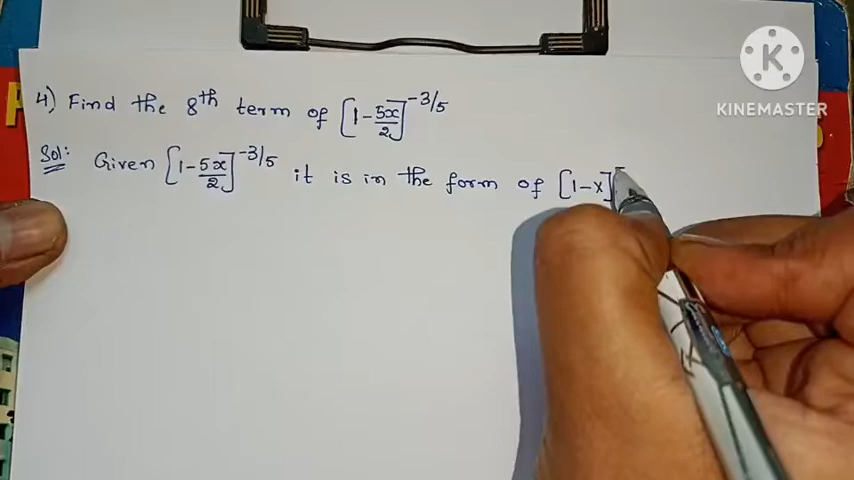 K
KINEMASTER
4) Find the 8th term of [1-5x/2]^-3/5
Sol: Given [1-5x/2]^-3/5 it is in the form of [1-x]